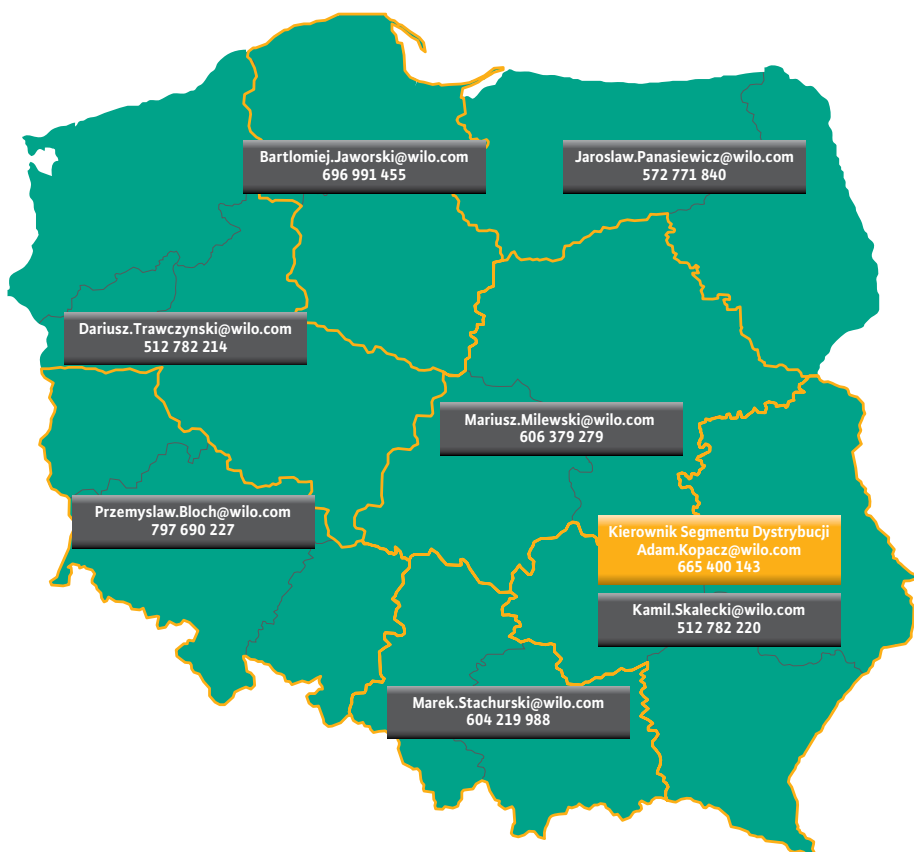 Bartlomiej.Jaworski@wilo.com
696 991 455
Jaroslaw.Panasiewicz@wilo.com
572 771 840
Dariusz.Trawczynski@wilo.com
512 782 214
Mariusz.Milewski@wilo.com
606 379 279
Przemyslaw.Bloch@wilo.com
797 690 227
Kierownik Segmentu Dystrybucji
Adam.Kopacz@wilo.com
665 400 143
Kamil.Skalecki@wilo.com
512 782 220
Marek.Stachurski@wilo.com
604 219 988